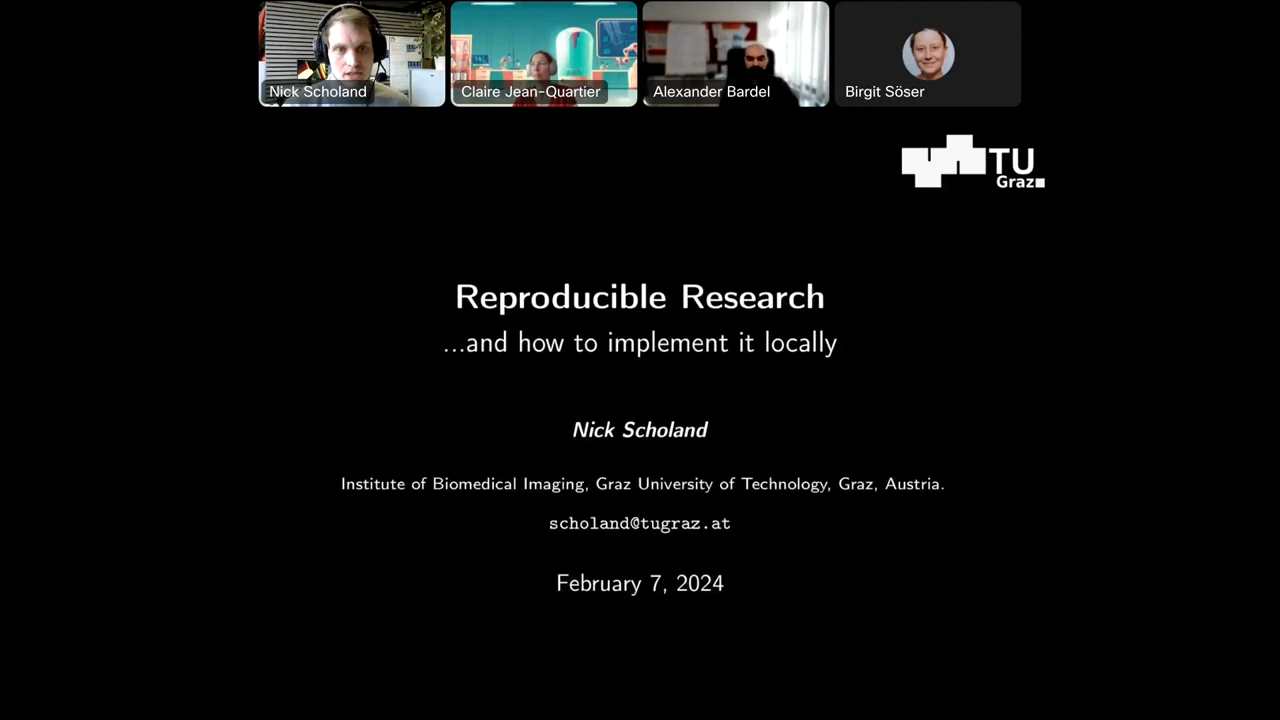 Nick Scholand
Claire Jean-Quartier
Alexander Bardel
Birgit Söser
TU
Graz
Reproducible Research
...and how to implement it locally
Nick Scholand
Institute of Biomedical Imaging, Graz University of Technology, Graz, Austria.
scholand@tugraz.at
February 7, 2024